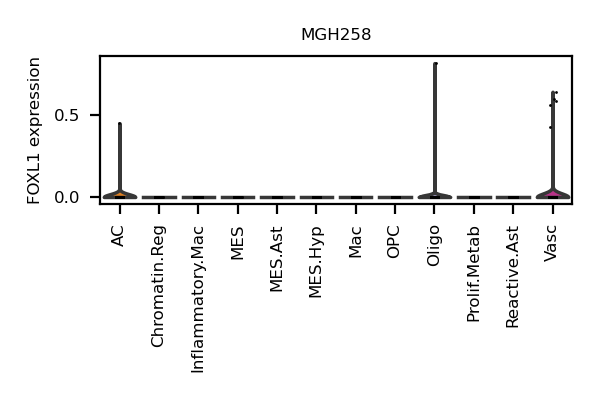 MGH258
FOXL1 expression
0.5
0.0
AC
Chromatin.Reg
Inflammatory.Mac
MES
MES.Ast
MES.Hyp
Mac
OPC
Oligo
Prolif.Metab
Reactive.Ast
Vasc